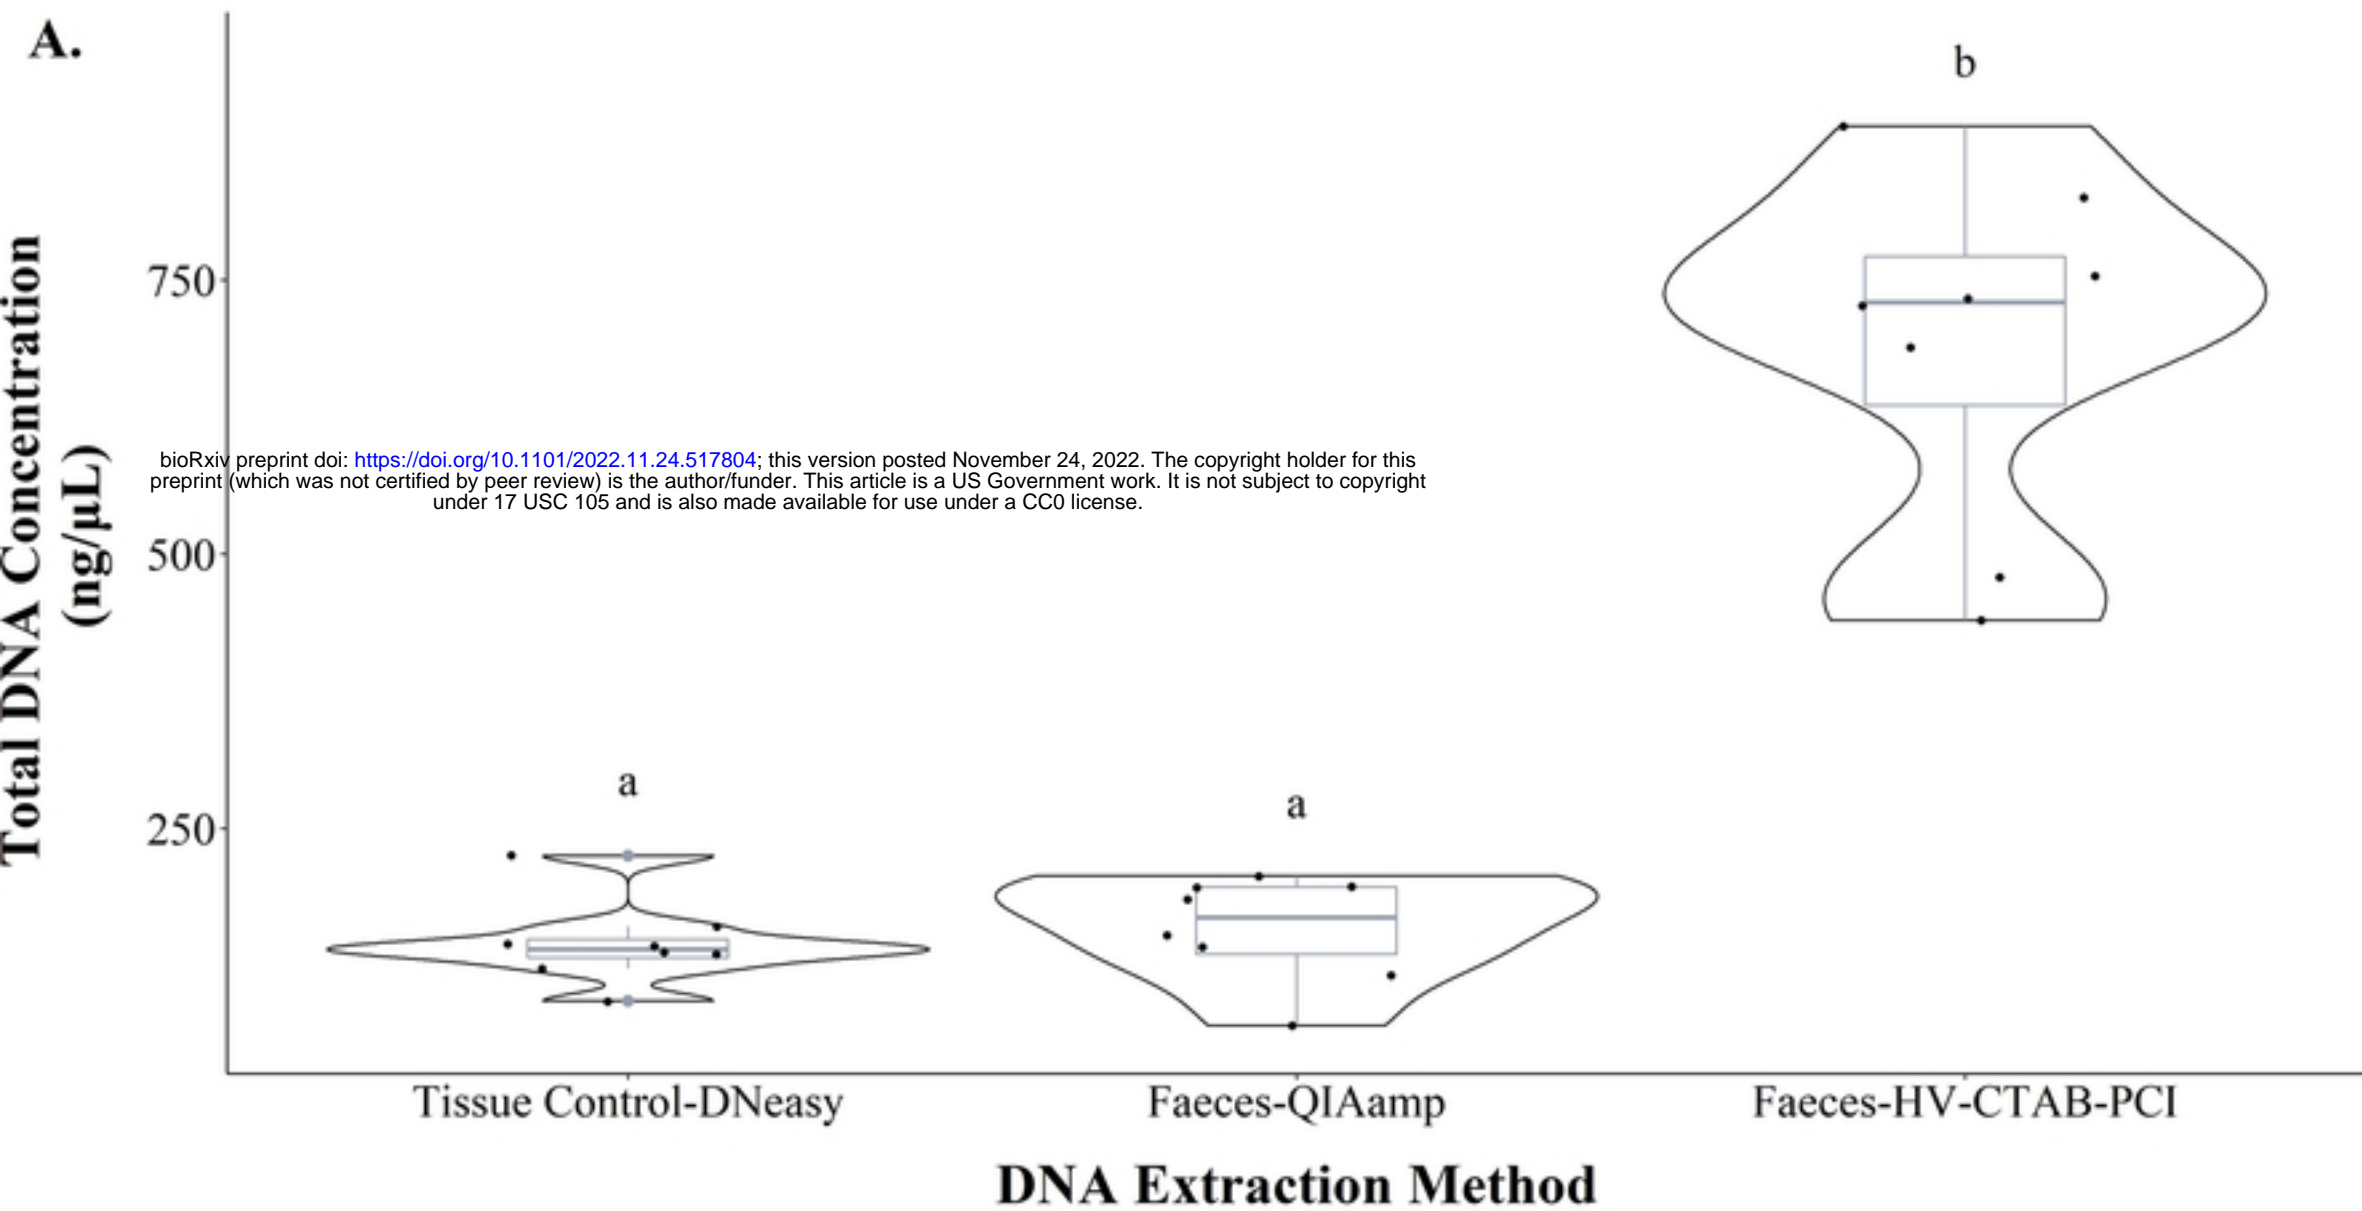 A.
b
750
bioRxiv preprint doi: https://doi.org/10.1101/2022.11.24.517804; this version posted November 24, 2022. The copyright holder for this
preprint (which was not certified by peer review) is the author/funder. This article is a US Government work. It is not subject to copyright
under 17 USC 105 and is also made available for use under a CC0 license.
Total DNA Concentration
(ng/µL)
500
a
a
250
Tissue Control-DNeasy
Faeces-QIAamp
Faeces-HV-CTAB-PCI
DNA Extraction Method